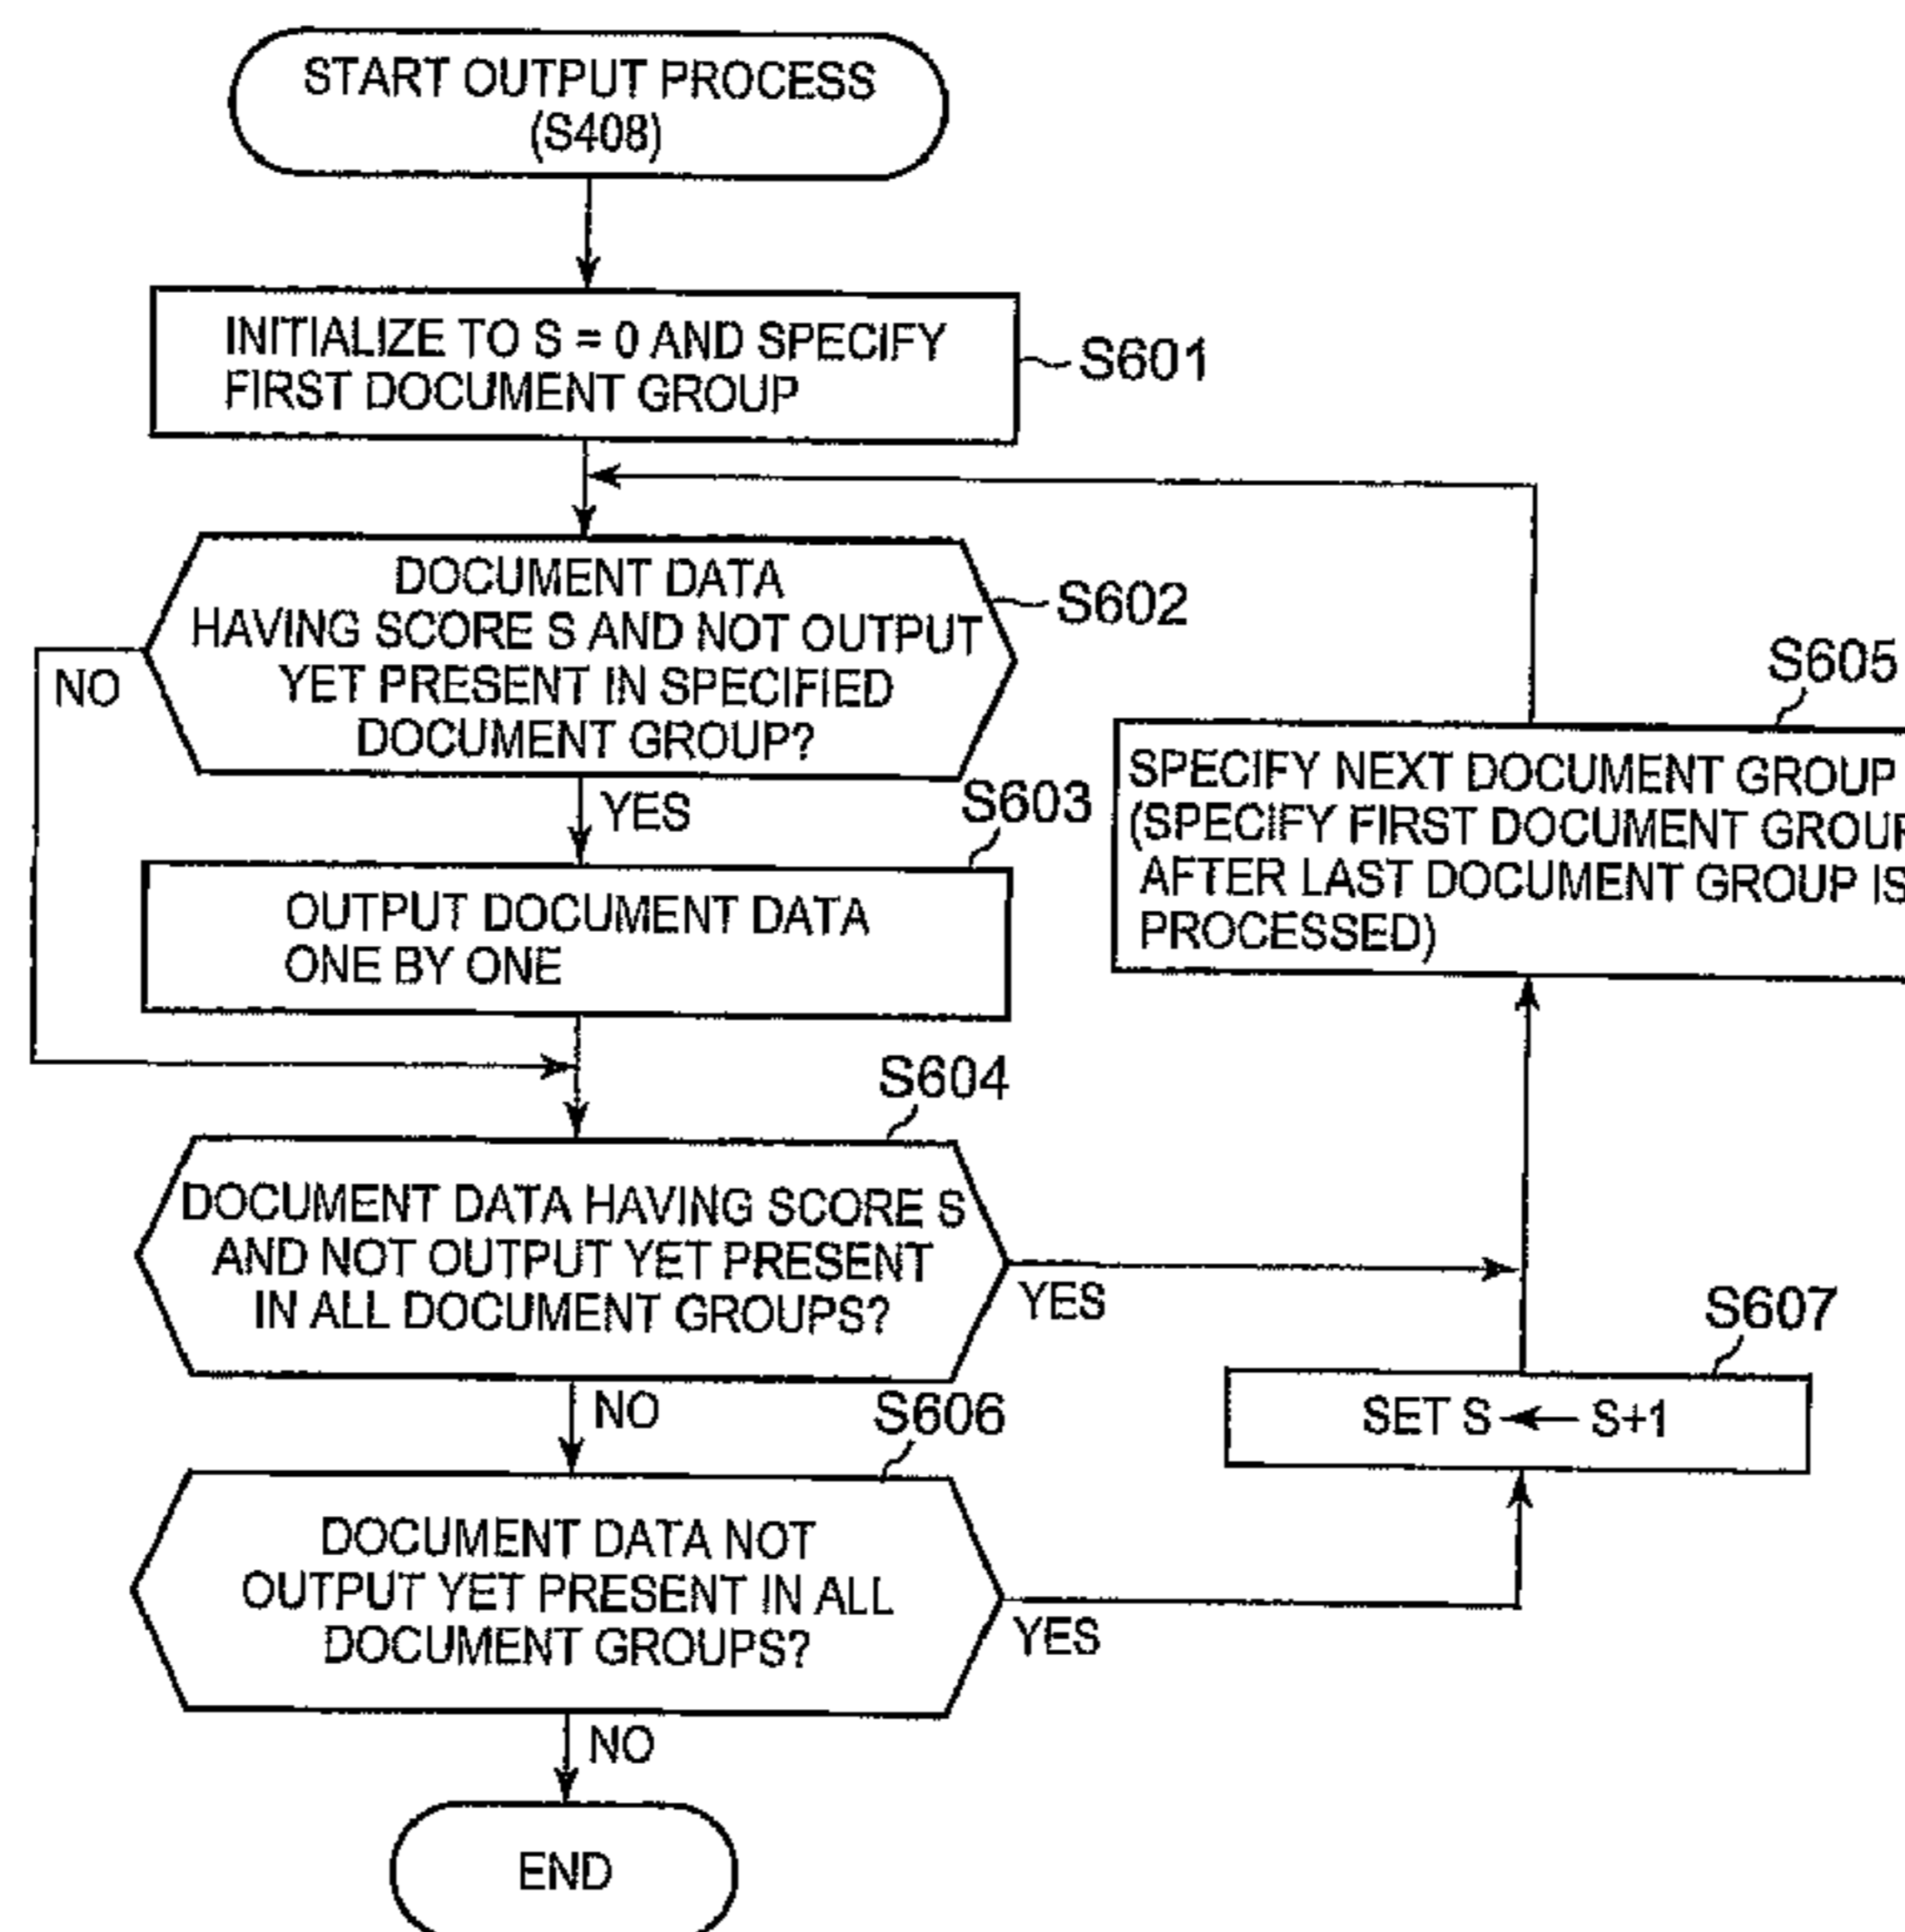 START OUTPUT PROCESS
(S408)
INITIALIZE TO S = 0 AND SPECIFY
FIRST DOCUMENT GROUP
S601
DOCUMENT DATA
HAVING SCORE S AND NOT OUTPUT
YET PRESENT IN SPECIFIED
DOCUMENT GROUP?
S602
NO
YES
S603
OUTPUT DOCUMENT DATA
ONE BY ONE
S605
SPECIFY NEXT DOCUMENT GROUP
(SPECIFY FIRST DOCUMENT GROUP
AFTER LAST DOCUMENT GROUP IS
PROCESSED)
S604
DOCUMENT DATA HAVING SCORE S
AND NOT OUTPUT YET PRESENT
IN ALL DOCUMENT GROUPS?
YES
NO
S607
SET S ← S+1
S606
DOCUMENT DATA NOT
OUTPUT YET PRESENT IN ALL
DOCUMENT GROUPS?
YES
NO
END